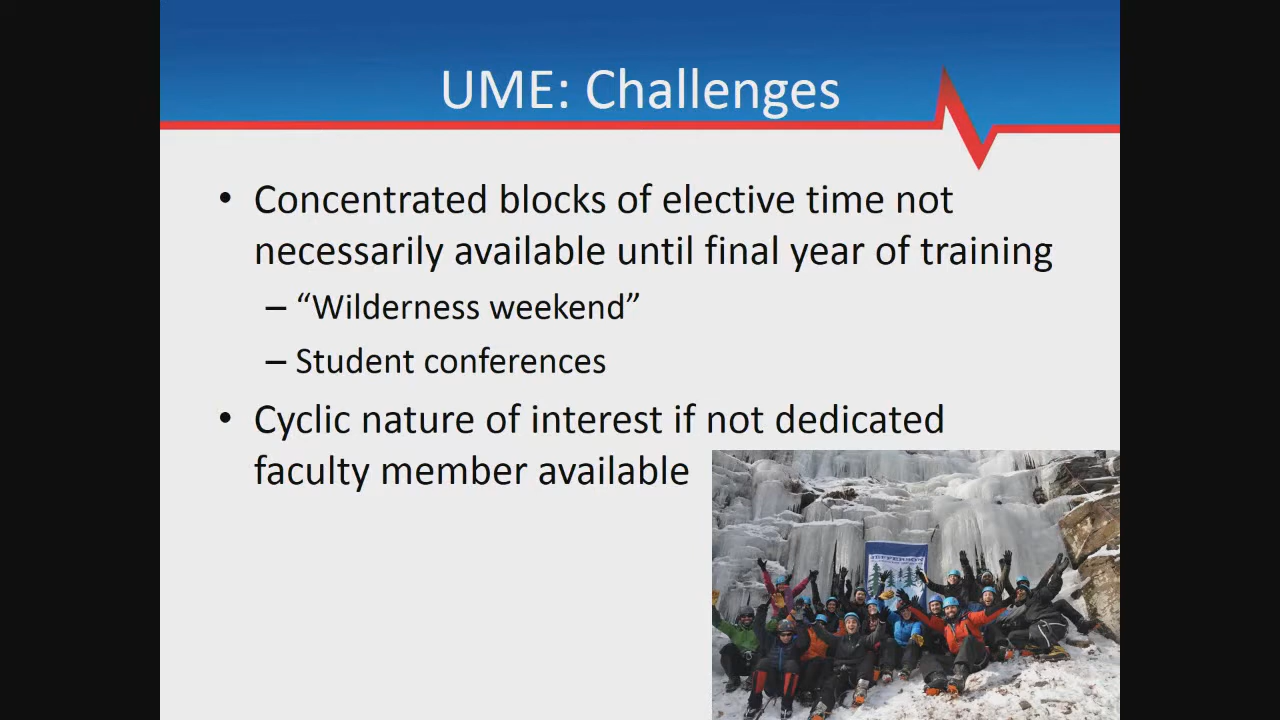 UME: Challenges
• Concentrated blocks of elective time not
necessarily available until final year of training
– “Wilderness weekend”
– Student conferences
• Cyclic nature of interest if not dedicated
faculty member available
JEFFERSON